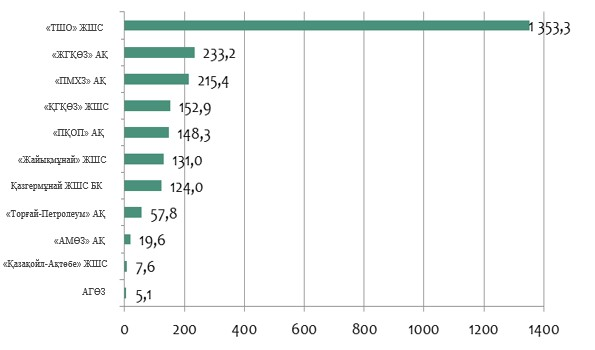 «ТШО» ЖШС 1 353,3
«ЖГҚӨЗ» АҚ 233,2
«ПМХЗ» АҚ 215,4
«ҚГҚӨЗ» ЖШС 152,9
«ПҚОП» АҚ 148,3
«Жайықмұнай» ЖШС 131,0
Қазгермұнай ЖШС БК 124,0
«Торғай-Петролеум» АҚ 57,8
«АМӨЗ» АҚ 19,6
«Қазақойл-Ақтөбе» ЖШС 7,6
АГӨЗ 5,1
0 200 400 600 800 1000 1200 1400